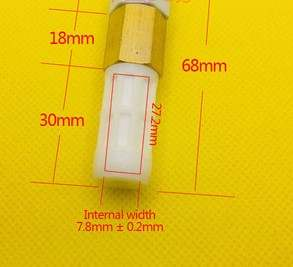 18mm
68mm
30mm
27.2mm
Internal width
7.8mm ± 0.2mm